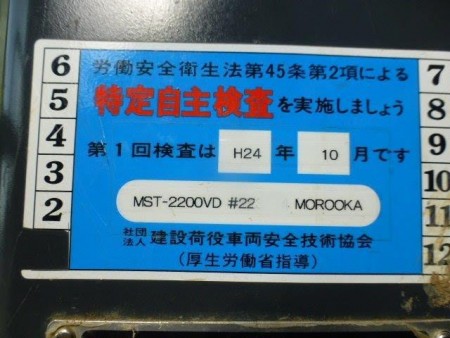 労働安全衛生法第45条第2項による
特定自主検査を実施しましょう
第1回検査は H24 年 10 月です
MST-2200VD #22 MOROOKA
社団法人 建設荷役車両安全技術協会
(厚生労働省指導)
6
5
4
3
2
7
8
9
10
11
12